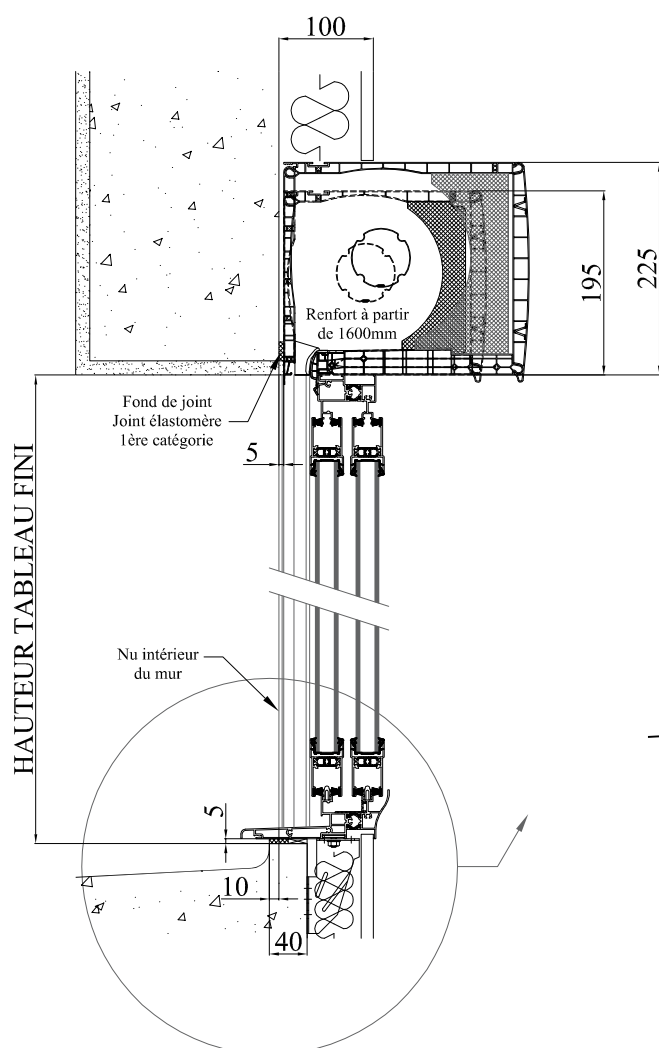 100
195
225
Renfort à partir
de 1600mm
Fond de joint
Joint élastomère
1ère catégorie
5
HAUTEUR TABLEAU FINI
Nu intérieur
du mur
5
10
40